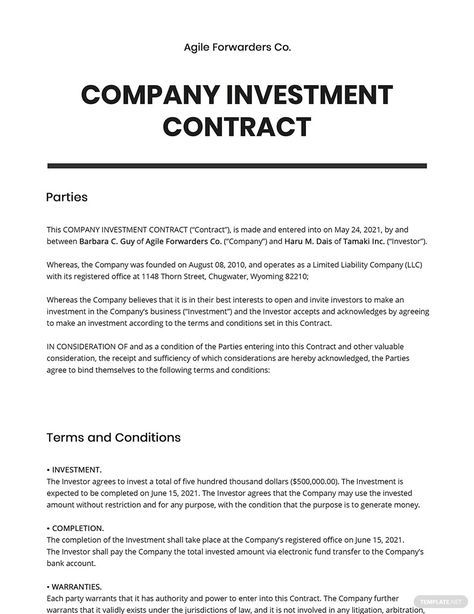 Agile Forwarders Co.
COMPANY INVESTMENT
CONTRACT
Parties
This COMPANY INVESTMENT CONTRACT ("Contract"), is made and entered into on May 24, 2021, by and
between Barbara C. Guy of Agile Forwarders Co. ("Company") and Haru M. Dais of Tamaki Inc. ("Investor").
Whereas, the Company was founded on August 08, 2010, and operates as a Limited Liability Company (LLC)
with its registered office at 1148 Thorn Street, Chugwater, Wyoming 82210;
Whereas the Company believes that it is in their best interests to open and invite investors to make an
investment in the Company's business ("Investment") and the Investor accepts and acknowledges by agreeing
to make an investment according to the terms and conditions set in this Contract.
IN CONSIDERATION OF and as a condition of the Parties entering into this Contract and other valuable
consideration, the receipt and sufficiency of which considerations are hereby acknowledged, the Parties
agree to bind themselves to the following terms and conditions:
Terms and Conditions
• INVESTMENT.
The Investor agrees to invest a total of five hundred thousand dollars ($500,000.00). The Investment is
expected to be completed on June 15, 2021. The Investor agrees that the Company may use the invested
amount without restriction and for any purpose, with the condition that the purpose is to generate money.
• COMPLETION.
The completion of the Investment shall take place at the Company's registered office on June 15, 2021.
The Investor shall pay the Company the total invested amount via electronic fund transfer to the Company's
bank account.
• WARRANTIES.
Each party warrants that it has authority and power to enter into this Contract. The Company further
warrants that it validly exists under the jurisdictions of law, and it is not involved in any litigation, arbitration,
TEMPLATE.NET